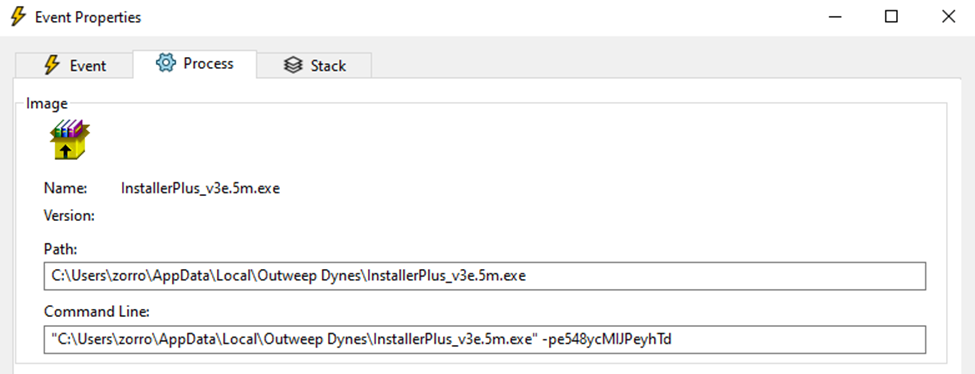 Event Properties
Event
Process
Stack
Image
Name: InstallerPlus_v3e.5m.exe
Version:
Path:
C:\Users\zorro\AppData\Local\Outweep Dynes\InstallerPlus_v3e.5m.exe
Command Line:
"C:\Users\zorro\AppData\Local\Outweep Dynes\InstallerPlus_v3e.5m.exe" -pe548ycMIJPeyhTd